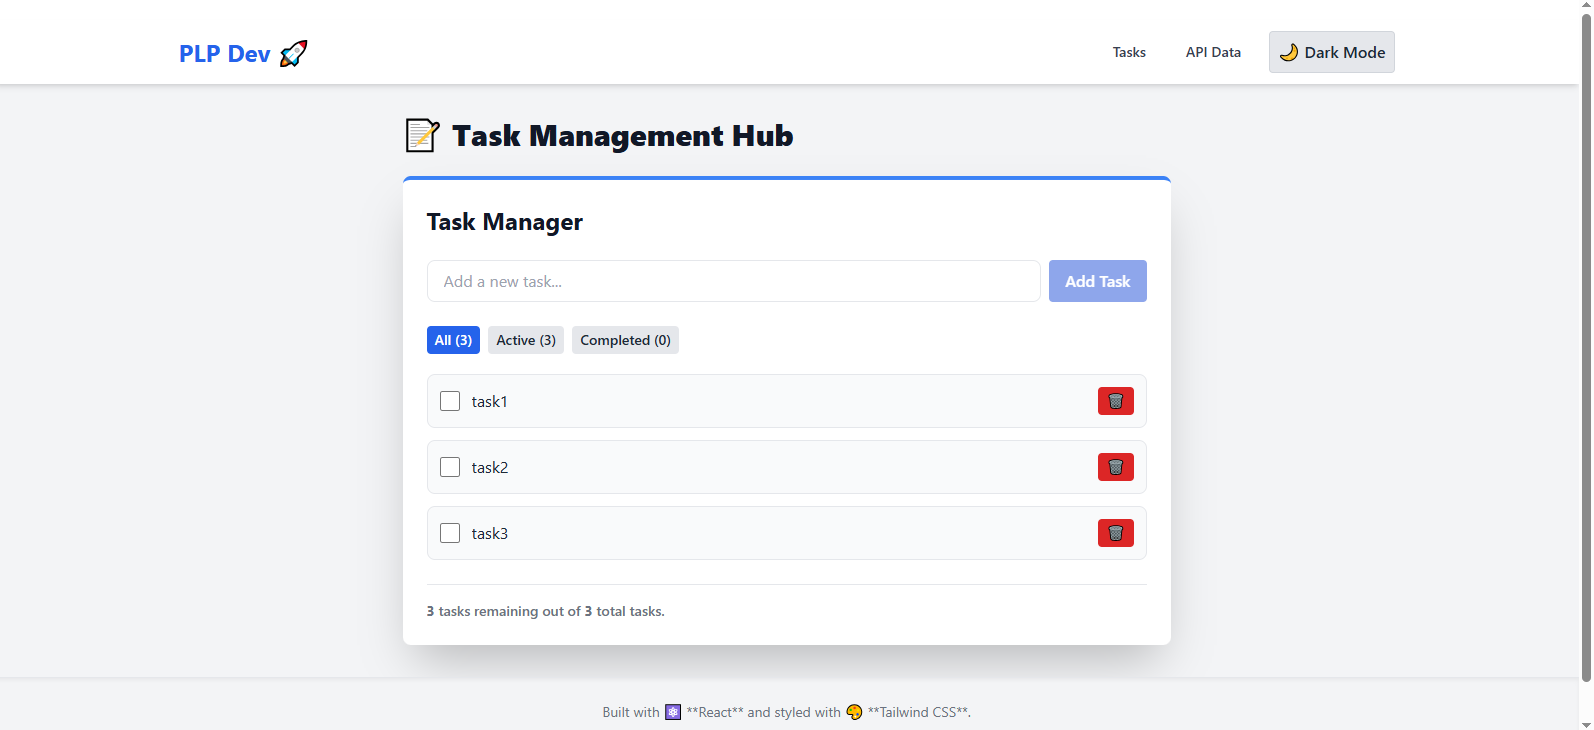 PLP Dev 🚀
Tasks
API Data
🌙 Dark Mode
📝 Task Management Hub
Task Manager
Add a new task...
Add Task
All (3)
Active (3)
Completed (0)
task1
task2
task3
3 tasks remaining out of 3 total tasks.
Built with ⚛️ **React** and styled with 🎨 **Tailwind CSS**.